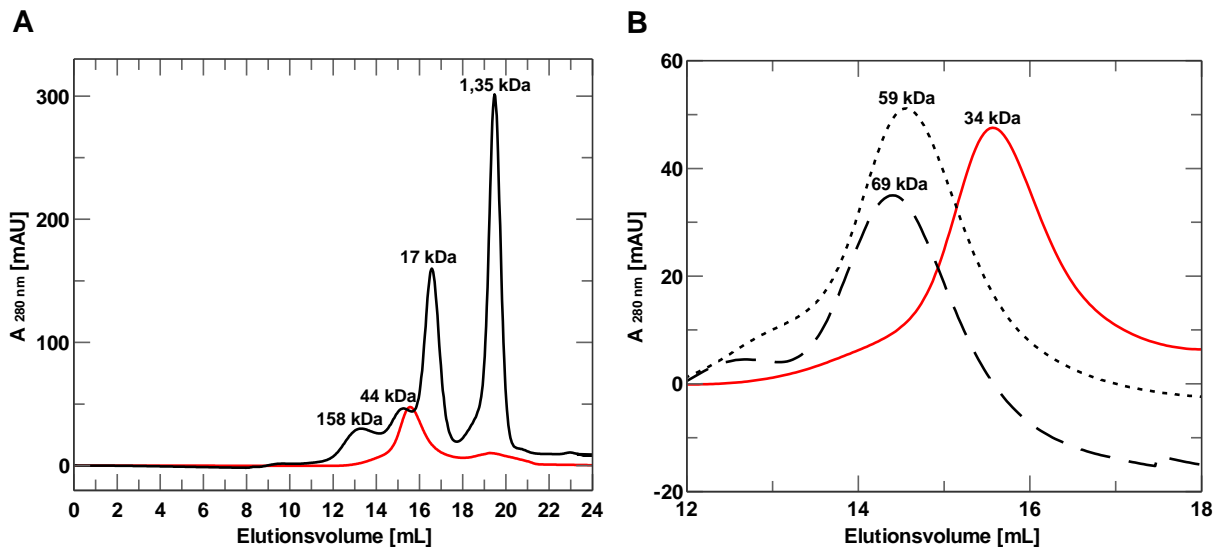 A
300
200
100
0
A 280 nm [mAU]
1,35 kDa
17 kDa
44 kDa
158 kDa
0 2 4 6 8 10 12 14 16 18 20 22 24
Elutionsvolume [mL]
B
60
40
20
0
-20
A 280 nm [mAU]
59 kDa
34 kDa
69 kDa
12 14 16 18
Elutionsvolume [mL]